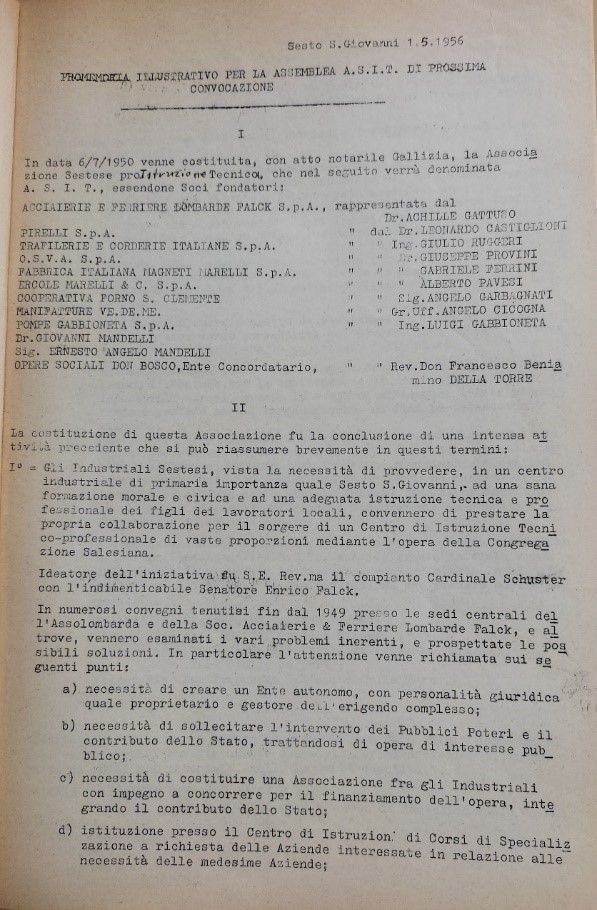 Sesto S.Giovanni 1.5.1956
PROMEMORIA ILLUSTRATIVO PER LA ASSEMBLEA A.S.I.T. DI PROSSIMA
CONVOCAZIONE
I
In data 6/7/1950 venne costituita, con atto notarile Gallizia, la Associa
zione Sestese pro Istruzione Tecnica, che nel seguito verrà denominata
A. S. I. T., essendone Soci fondatori:
ACCIAIERIE E FERRIERE LOMBARDE FALCK S.p.A., rappresentata dal
Dr.ACHILLE GATTUSO
PIRELLI S.p.A. " dal Dr.LEONARDO CASTIGLIONI
TRAFILERIE E CORDERIE ITALIANE S.p.A. " " Ing.GIULIO RUGGERI
O.S.V.A. S.p.A. " " Dr.GIUSEPPE PROVINI
FABBRICA ITALIANA MAGNETI MARELLI S.p.A. " " " GABRIELE FERRINI
ERCOLE MARELLI & C. S.p.A. " " " ALBERTO PAVESI
COOPERATIVA FORNO S. CLEMENTE " " Sig.ANGELO GARBAGNATI
MANIFATTURE VE.DE.ME. " " Gr.Uff.ANGELO CICOGNA
POMPE GABBIONETA S.p.A. " " Ing.LUIGI GABBIONETA
Dr.GIOVANNI MANDELLI
Sig. ERNESTO ANGELO MANDELLI
OPERE SOCIALI DON BOSCO,Ente Concordatario, " " Rev.Don Francesco Benia
mino DELLA TORRE
II
La costituzione di questa Associazione fu la conclusione di una intensa at
tività precedente che si può riassumere brevemente in questi termini:
I° = Gli Industriali Sestesi, vista la necessità di provvedere, in un centro
industriale di primaria importanza quale Sesto S.Giovanni,. ad una sana
formazione morale e civica e ad una adeguata istruzione tecnica e pro
fessionale dei figli dei lavoratori locali, convennero di prestare la
propria collaborazione per il sorgere di un Centro di Istruzione Tecni
co-professionale di vaste proporzioni mediante l'opera della Congrega
zione Salesiana.
Ideatore dell'iniziativa fu S.E. Rev.ma il compianto Cardinale Schuster
con l'indimenticabile Senatore Enrico Falck.
In numerosi convegni tenutisi fin dal 1949 presso le sedi centrali del
l'Assolombarda e della Soc. Acciaierie & Ferriere Lombarde Falck, e al
trove, vennero esaminati i vari problemi inerenti, e prospettate le pos
sibili soluzioni. In particolare l'attenzione venne richiamata sui se
guenti punti:
a) necessità di creare un Ente autonomo, con personalità giuridica
quale proprietario e gestore dell'erigendo complesso;
b) necessità di sollecitare l'intervento dei Pubblici Poteri e il
contributo dello Stato, trattandosi di opera di interesse pub_
blico;
c) necessità di costituire una Associazione fra gli Industriali
con impegno a concorrere per il finanziamento dell'opera, inte
grando il contributo dello Stato;
d) istituzione presso il Centro di Istruzion. di Corsi di Specializ
zazione a richiesta delle Aziende interessate in relazione alle
necessità delle medesime Aziende;